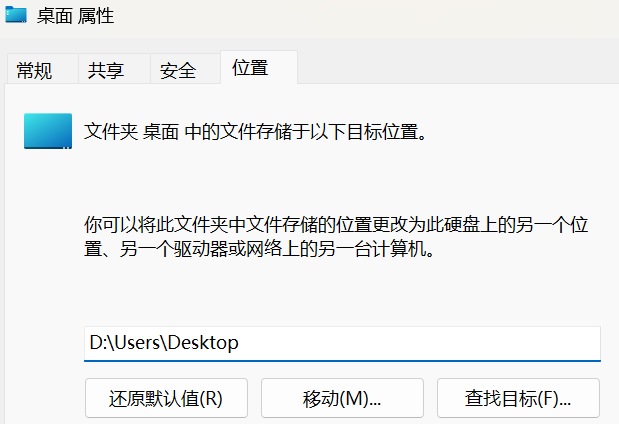 桌面 属性
常规 共享 安全 位置
文件夹 桌面 中的文件存储于以下目标位置。
你可以将此文件夹中文件存储的位置更改为此硬盘上的另一个位
置、另一个驱动器或网络上的另一台计算机。
D:\Users\Desktop
还原默认值(R) 移动(M)... 查找目标(F)...